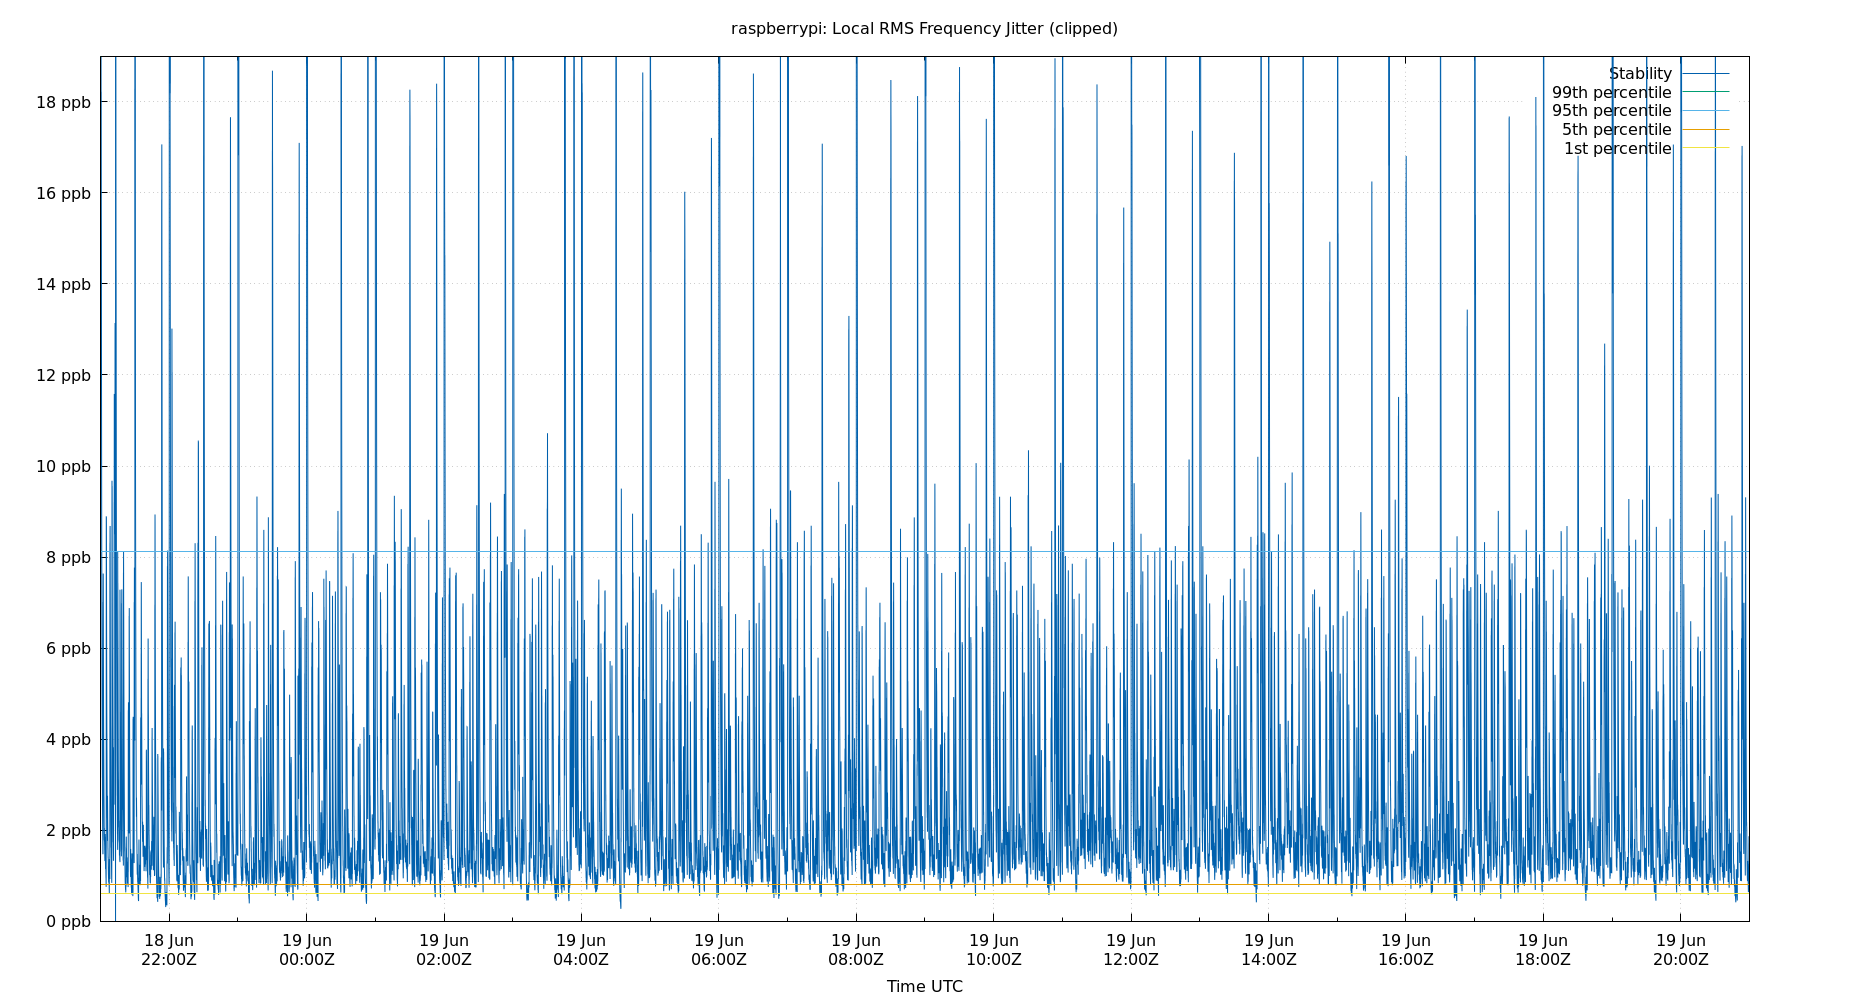 raspberrypi: Local RMS Frequency Jitter (clipped)
Stability
99th percentile
95th percentile
5th percentile
1st percentile
18 ppb
16 ppb
14 ppb
12 ppb
10 ppb
8 ppb
6 ppb
4 ppb
2 ppb
0 ppb
18 Jun 19 Jun 19 Jun 19 Jun 19 Jun 19 Jun 19 Jun 19 Jun 19 Jun 19 Jun 19 Jun 19 Jun
22:00Z 00:00Z 02:00Z 04:00Z 06:00Z 08:00Z 10:00Z 12:00Z 14:00Z 16:00Z 18:00Z 20:00Z
Time UTC